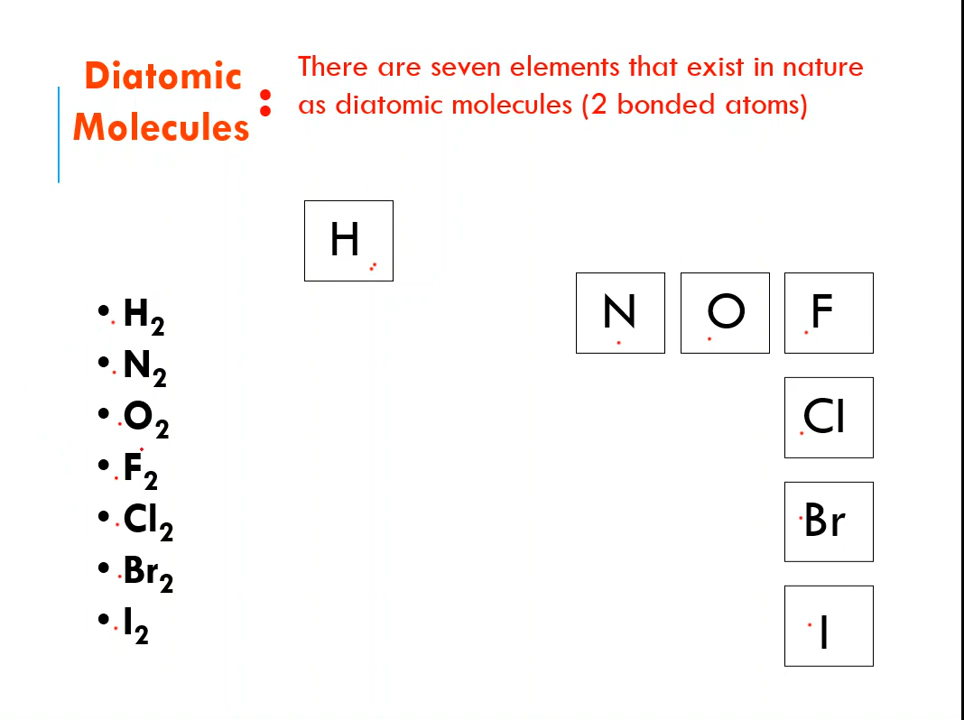 Diatomic
Molecules:
There are seven elements that exist in nature
as diatomic molecules (2 bonded atoms)
H
N O F
Cl
Br
I
• H₂
• N₂
• O₂
• F₂
• Cl₂
• Br₂
• I₂